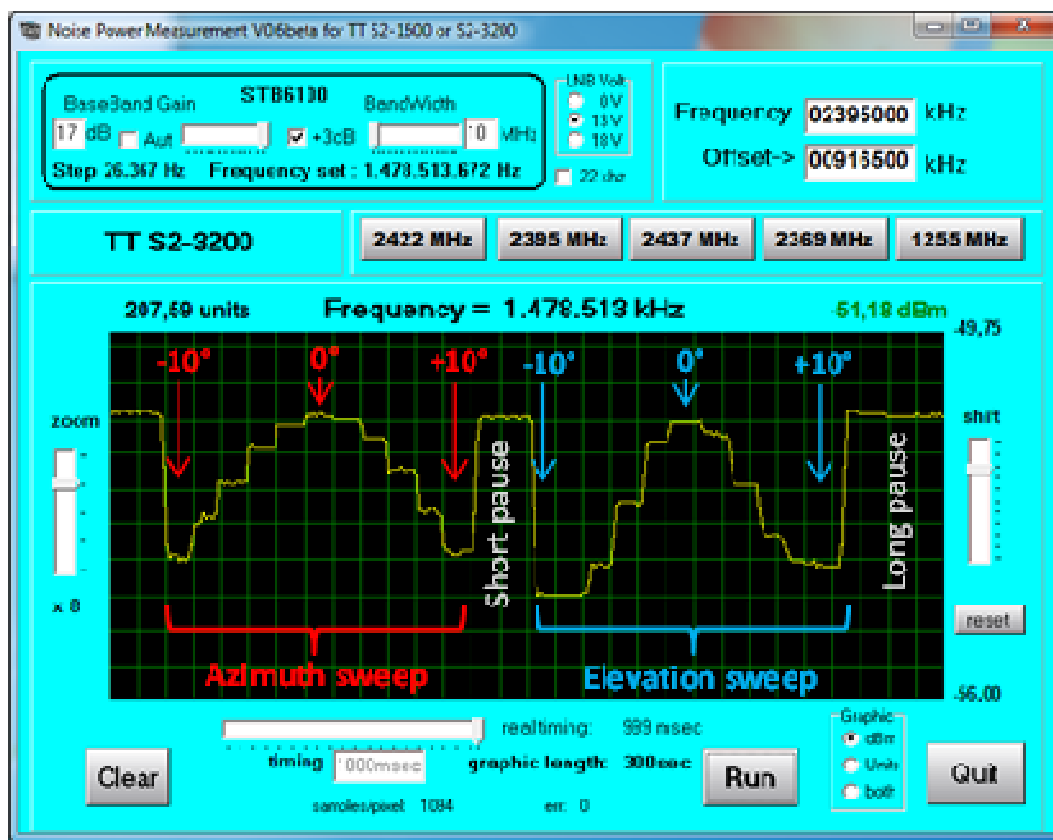 Noise Power Measurement V06beta for TT S2-1600 or S2-3200
BaseBand Gain STB6100 BandWidth
17 dB Aut +3cB 10 MHz
Step 26.367 Hz Frequency set : 1.478.513.672 Hz
LNB Volt
0V
13V
18V
Frequency 02395000 kHz
Offset-> 00916500 kHz
TT S2-3200
2422 MHz 2395 MHz 2437 MHz 2369 MHz 1255 MHz
207,59 units Frequency = 1.478.513 kHz -51,18 dBm
-49,75
-10° 0° +10° -10° 0° +10°
zoom
shift
Short pause
Long pause
x 8
reset
Azimuth sweep Elevation sweep
-56,00
realtiming: 999 msec
timing 1000msec graphic length: 300sec
samples/pixel: 1094 err: 0
Graphic
dBm
Units
both
Clear
Run
Quit